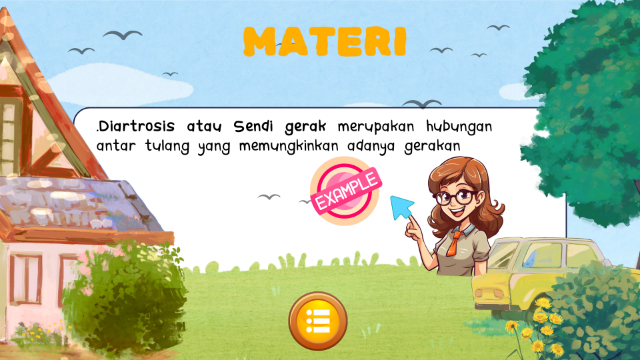 MATERI
.Diartrosis atau Sendi gerak merupakan hubungan
antar tulang yang memungkinkan adanya gerakan
EXAMPLE